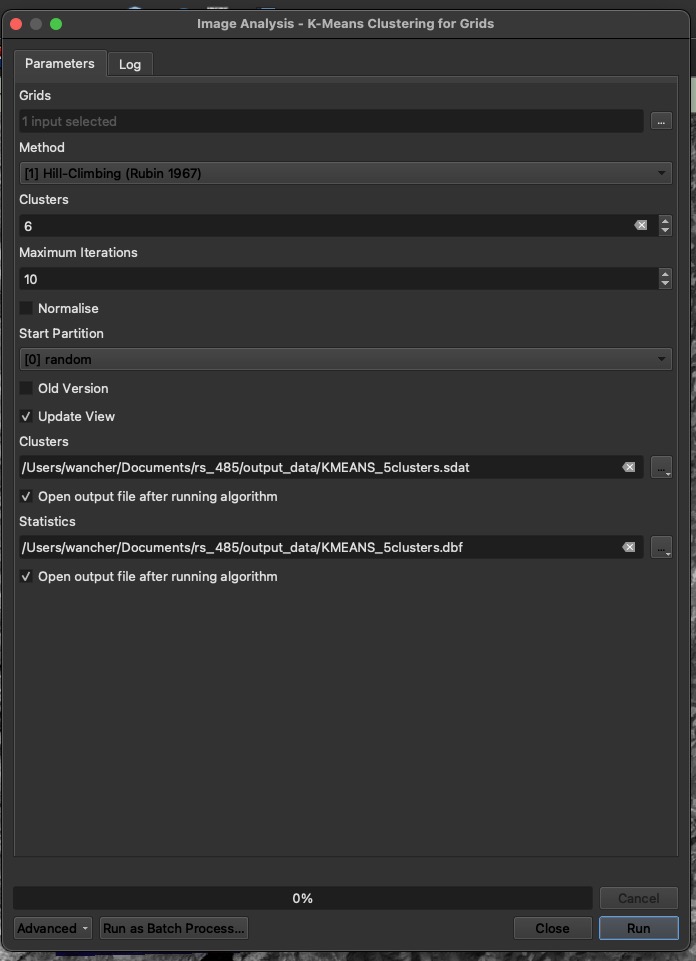 Image Analysis - K-Means Clustering for Grids
Parameters
Log
Grids
1 input selected
...
Method
[1] Hill-Climbing (Rubin 1967)
Clusters
6
Maximum Iterations
10
Normalise
Start Partition
[0] random
Old Version
Update View
Clusters
/Users/wancher/Documents/rs_485/output_data/KMEANS_5clusters.sdat
...
Open output file after running algorithm
Statistics
/Users/wancher/Documents/rs_485/output_data/KMEANS_5clusters.dbf
...
Open output file after running algorithm
0%
Cancel
Advanced
Run as Batch Process...
Close
Run